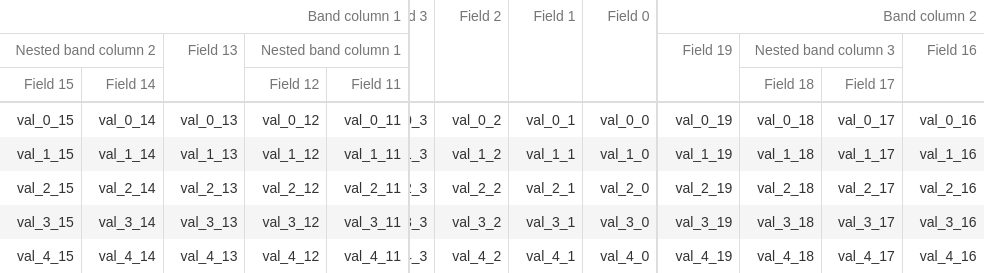 Band column 1 d 3 Field 2 Field 1 Field 0 Band column 2
Nested band column 2 Field 13 Nested band column 1 Field 19 Nested band column 3 Field 16
Field 15 Field 14 Field 12 Field 11 Field 18 Field 17
val_0_15 val_0_14 val_0_13 val_0_12 val_0_11 _3 val_0_2 val_0_1 val_0_0 val_0_19 val_0_18 val_0_17 val_0_16
val_1_15 val_1_14 val_1_13 val_1_12 val_1_11 _3 val_1_2 val_1_1 val_1_0 val_1_19 val_1_18 val_1_17 val_1_16
val_2_15 val_2_14 val_2_13 val_2_12 val_2_11 _3 val_2_2 val_2_1 val_2_0 val_2_19 val_2_18 val_2_17 val_2_16
val_3_15 val_3_14 val_3_13 val_3_12 val_3_11 _3 val_3_2 val_3_1 val_3_0 val_3_19 val_3_18 val_3_17 val_3_16
val_4_15 val_4_14 val_4_13 val_4_12 val_4_11 _3 val_4_2 val_4_1 val_4_0 val_4_19 val_4_18 val_4_17 val_4_16